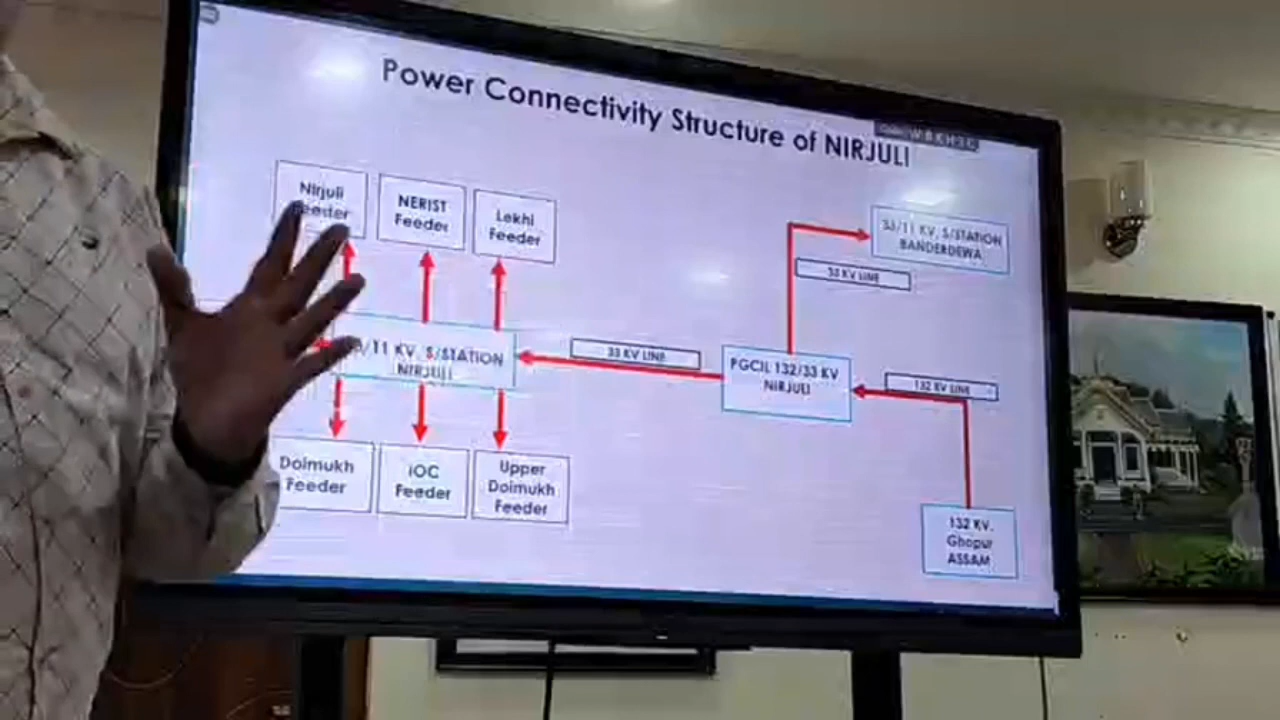 Power Connectivity Structure of NIRJULI
Nirjuli
Feeder
NERIST
Feeder
Lekhi
Feeder
33/11 KV, S/STATION
BANDERDEWA
33 KV LINE
/11 KV, S/STATION
NIRJULI
33 KV LINE
PGCIL 132/33 KV
NIRJULI
132 KV LINE
Doimukh
Feeder
IOC
Feeder
Upper
Doimukh
Feeder
132 KV,
Ghopur
ASSAM